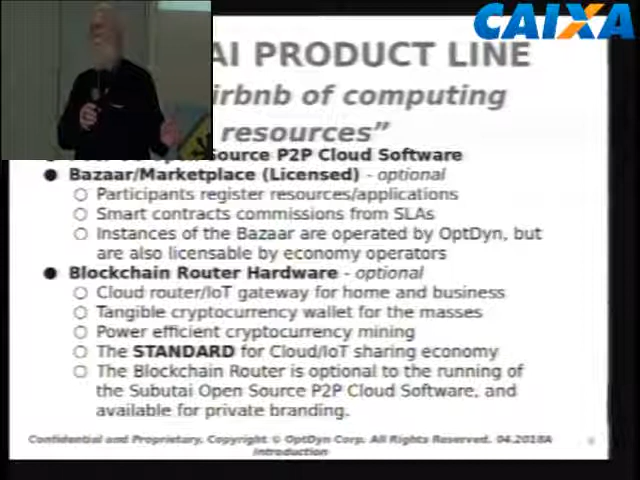 CAIXA
AI PRODUCT LINE
irbnb of computing
resources”
Source P2P Cloud Software
● Bazaar/Marketplace (Licensed) - optional
○ Participants register resources/applications
○ Smart contracts commissions from SLAs
○ Instances of the Bazaar are operated by OptDyn, but
are also licensable by economy operators
● Blockchain Router Hardware - optional
○ Cloud router/IoT gateway for home and business
○ Tangible cryptocurrency wallet for the masses
○ Power efficient cryptocurrency mining
○ The STANDARD for Cloud/IoT sharing economy
○ The Blockchain Router is optional to the running of
the Subutai Open Source P2P Cloud Software, and
available for private branding.
Confidential and Proprietary. Copyright © OptDyn Corp. All Rights Reserved. 04.2018A
Introduction